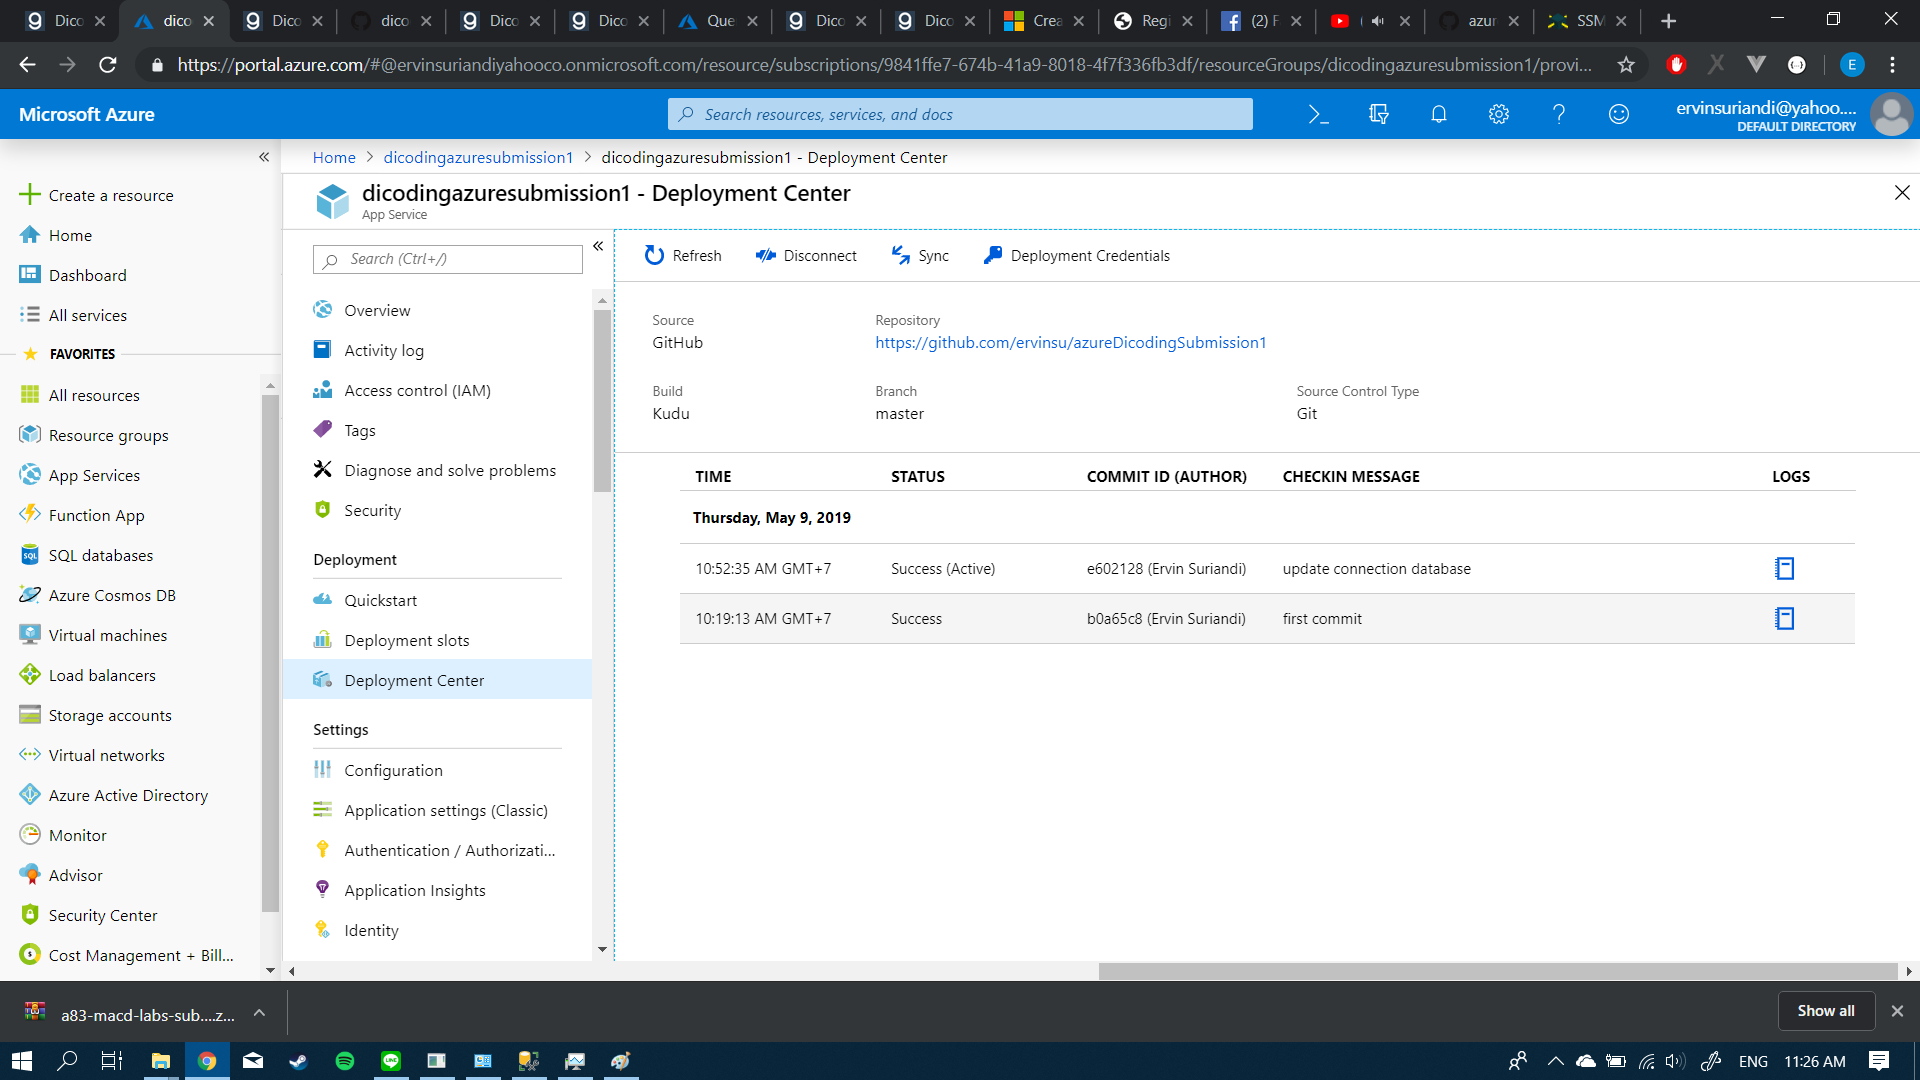 Dico
dico
Dico
dico
Dico
Dico
Que
Dico
Dico
Crea
Regi
(2) F
azur
SSM
https://portal.azure.com/#@ervinsuriandiyahooco.onmicrosoft.com/resource/subscriptions/9841ffe7-674b-41a9-8018-4f7f336fb3df/resourceGroups/dicodingazuresubmission1/provi...
E
Microsoft Azure
Search resources, services, and docs
ervinsuriandi@yahoo....
DEFAULT DIRECTORY
Create a resource
Home
Dashboard
All services
FAVORITES
All resources
Resource groups
App Services
Function App
SQL databases
Azure Cosmos DB
Virtual machines
Load balancers
Storage accounts
Virtual networks
Azure Active Directory
Monitor
Advisor
Security Center
Cost Management + Bill...
Home > dicodingazuresubmission1 > dicodingazuresubmission1 - Deployment Center
dicodingazuresubmission1 - Deployment Center
App Service
Search (Ctrl+/)
Overview
Activity log
Access control (IAM)
Tags
Diagnose and solve problems
Security
Deployment
Quickstart
Deployment slots
Deployment Center
Settings
Configuration
Application settings (Classic)
Authentication / Authorizati...
Application Insights
Identity
Refresh Disconnect Sync Deployment Credentials
Source Repository
GitHub https://github.com/ervinsu/azureDicodingSubmission1
Build Branch Source Control Type
Kudu master Git
TIME STATUS COMMIT ID (AUTHOR) CHECKIN MESSAGE LOGS
Thursday, May 9, 2019
10:52:35 AM GMT+7 Success (Active) e602128 (Ervin Suriandi) update connection database
10:19:13 AM GMT+7 Success b0a65c8 (Ervin Suriandi) first commit
a83-macd-labs-sub....z...
Show all
ENG 11:26 AM